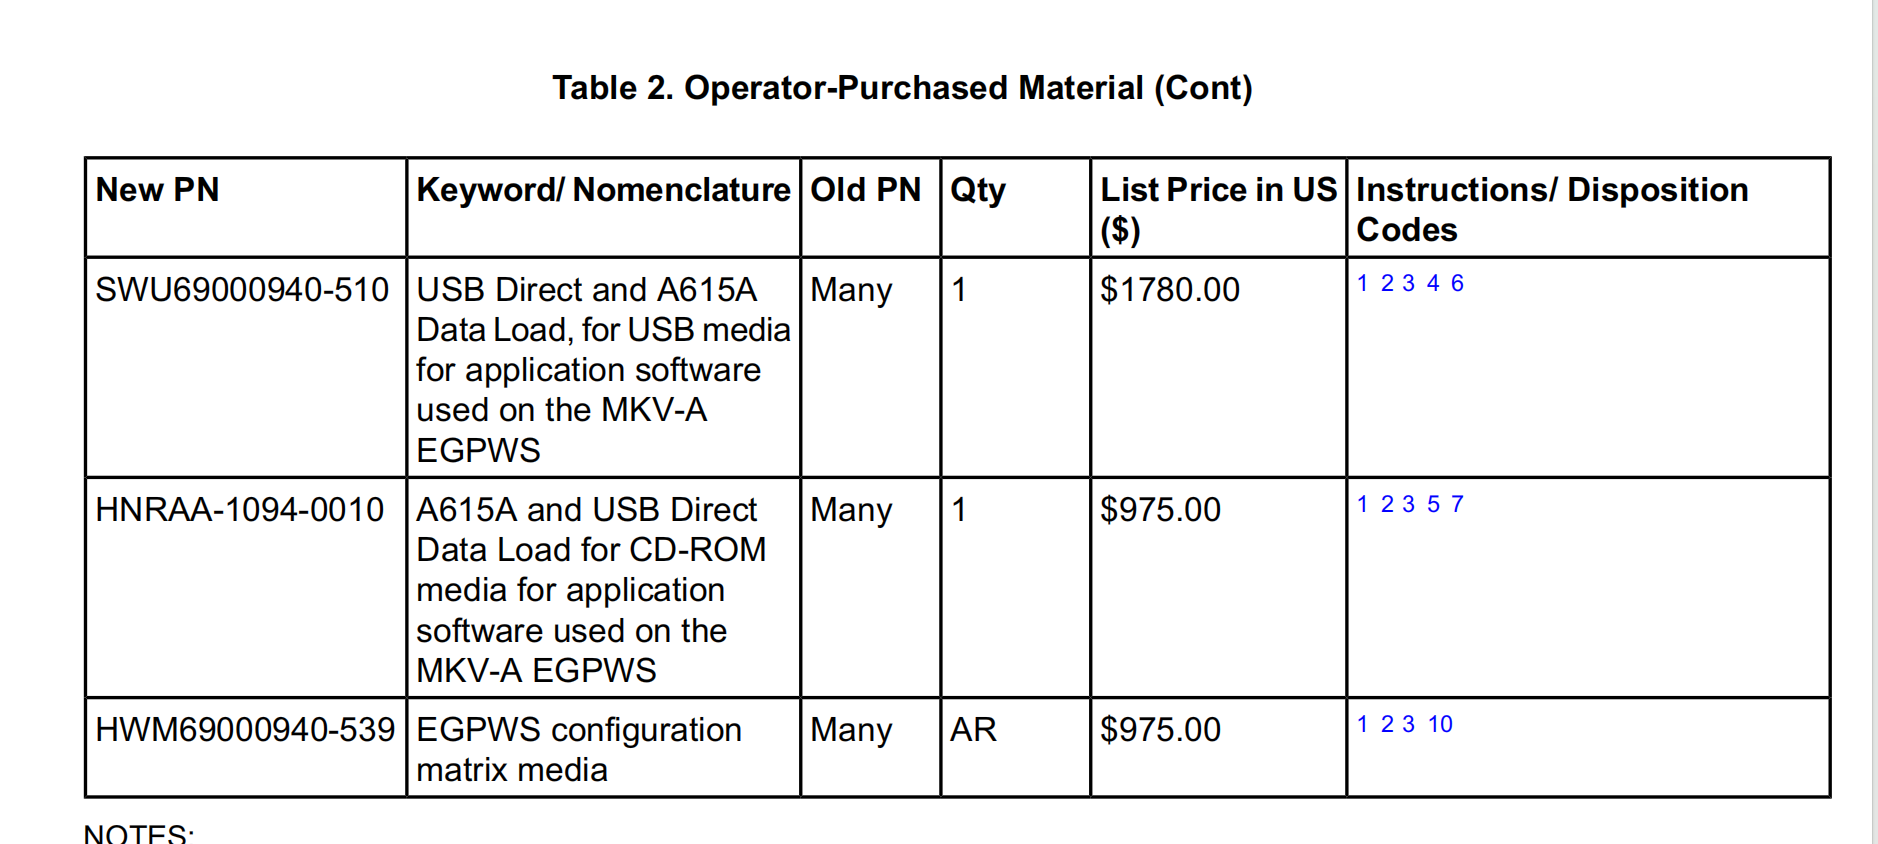 Table 2. Operator-Purchased Material (Cont)
New PN
Keyword/ Nomenclature
Old PN
Qty
List Price in US
($)
Instructions/ Disposition
Codes
SWU69000940-510
USB Direct and A615A
Data Load, for USB media
for application software
used on the MKV-A
EGPWS
Many
1
$1780.00
1 2 3 4 6
HNRAA-1094-0010
A615A and USB Direct
Data Load for CD-ROM
media for application
software used on the
MKV-A EGPWS
Many
1
$975.00
1 2 3 5 7
HWM69000940-539
EGPWS configuration
matrix media
Many
AR
$975.00
1 2 3 10
NOTES: